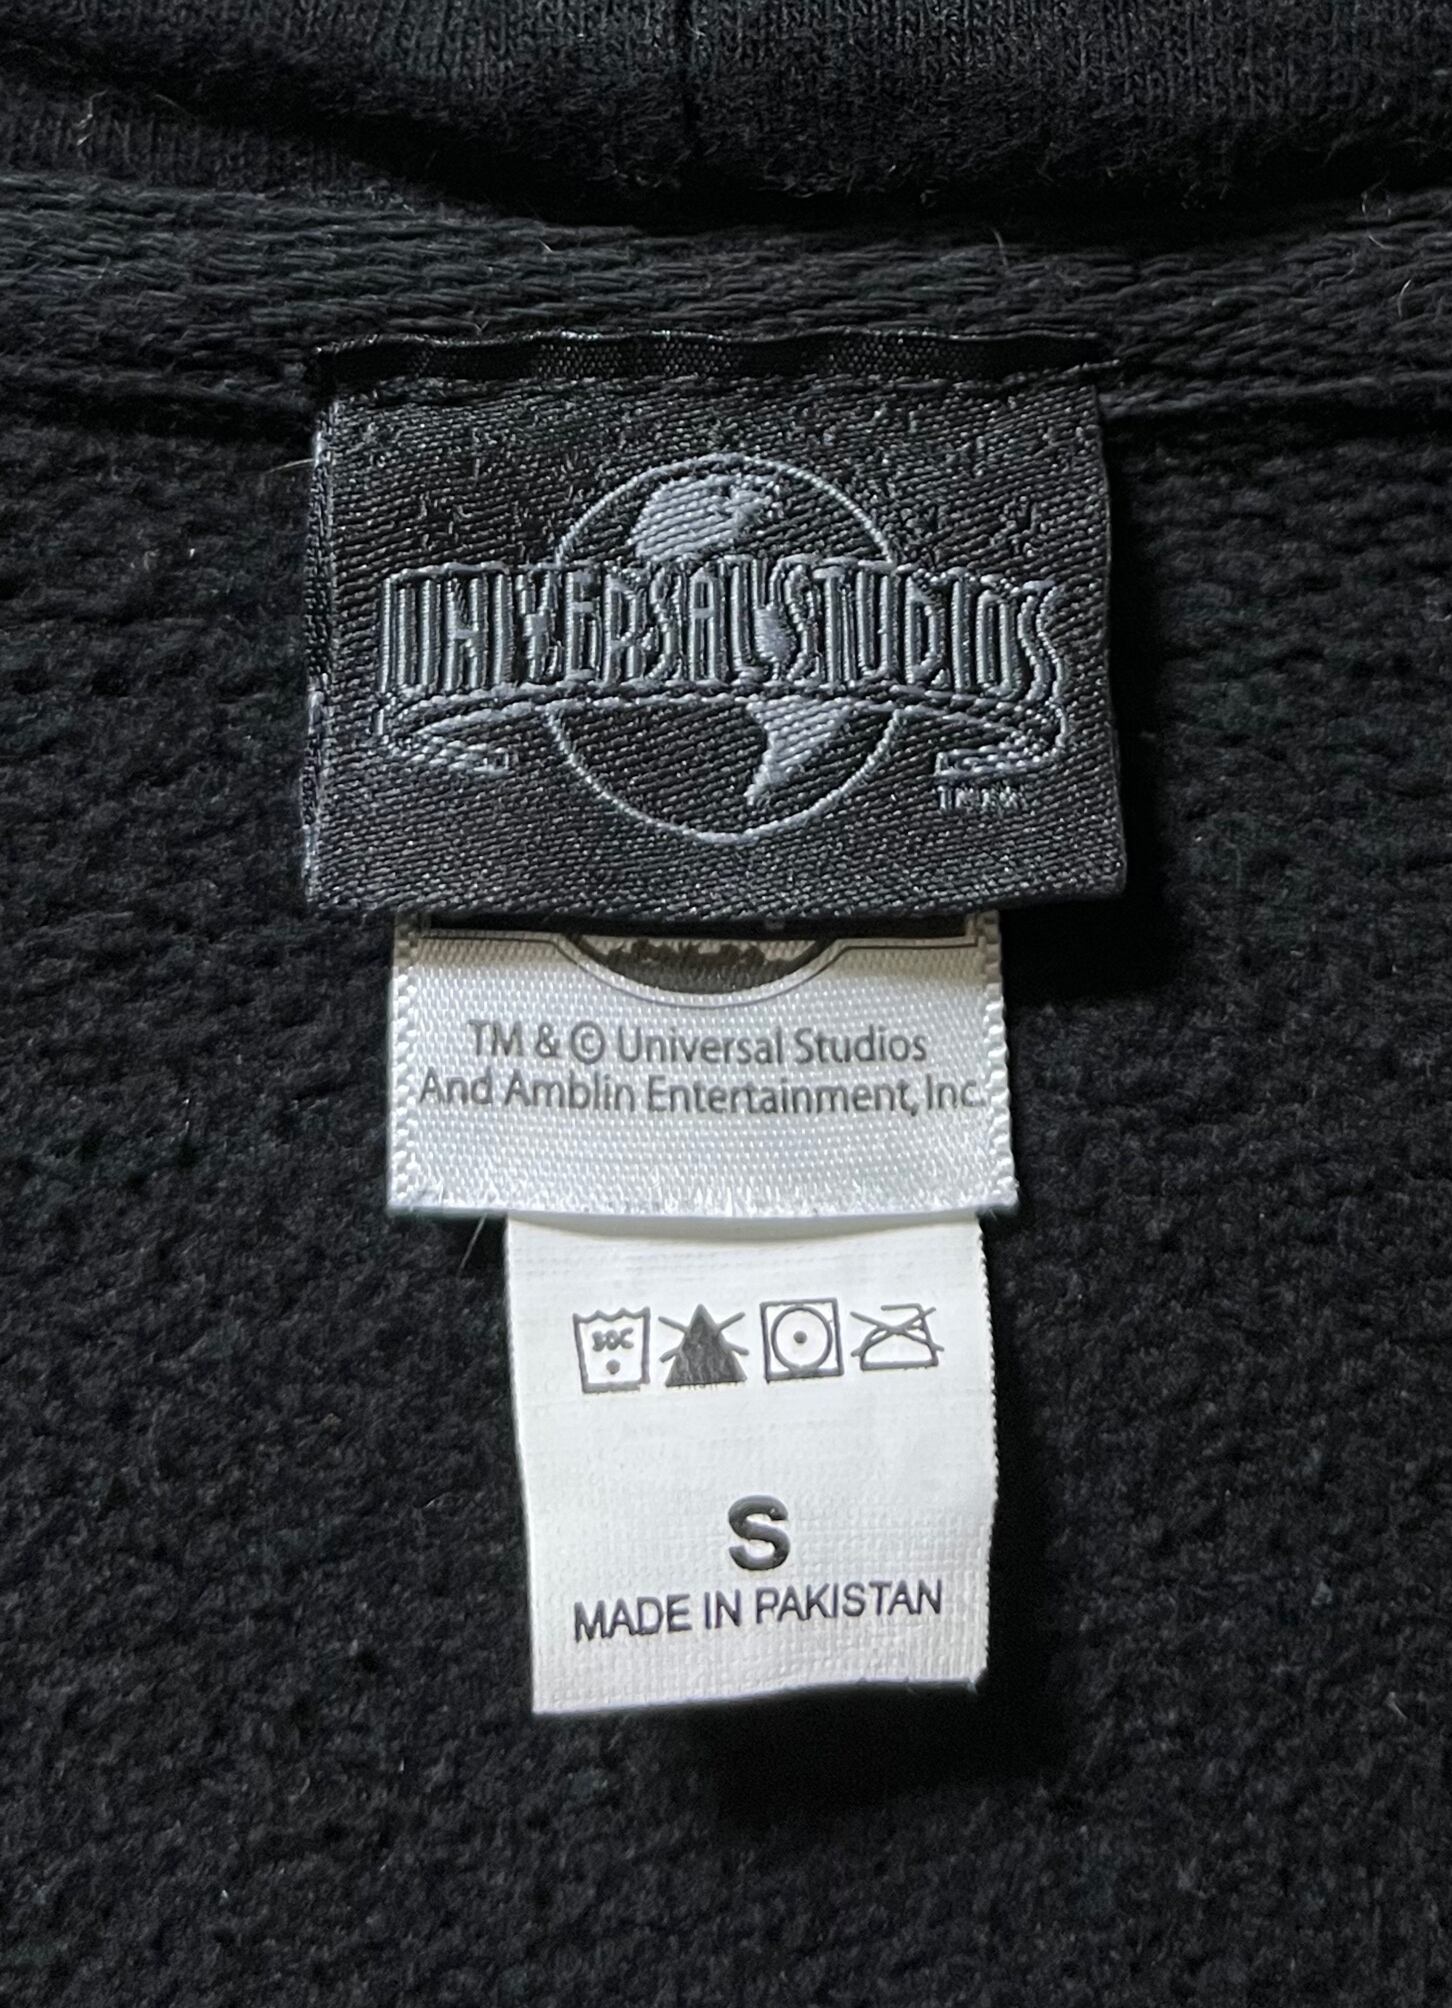 UNIVERSAL STUDIOS
TM & © Universal Studios
And Amblin Entertainment, Inc.
30C
S
MADE IN PAKISTAN